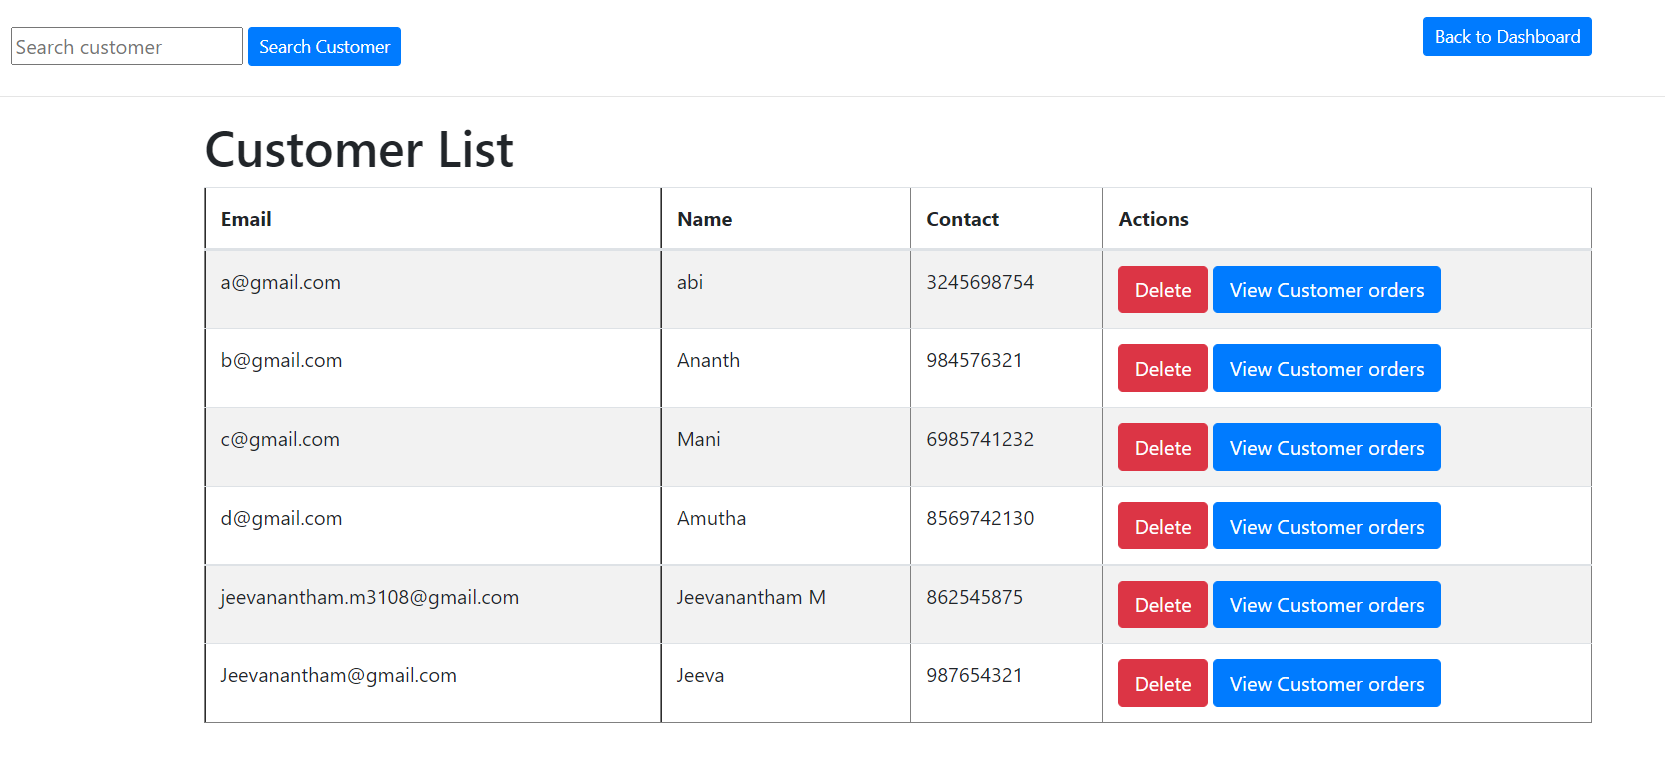 Search customer Search Customer Back to Dashboard
Customer List
Email Name Contact Actions
a@gmail.com abi 3245698754 Delete View Customer orders
b@gmail.com Ananth 984576321 Delete View Customer orders
c@gmail.com Mani 6985741232 Delete View Customer orders
d@gmail.com Amutha 8569742130 Delete View Customer orders
jeevanantham.m3108@gmail.com Jeevanantham M 862545875 Delete View Customer orders
Jeevanantham@gmail.com Jeeva 987654321 Delete View Customer orders